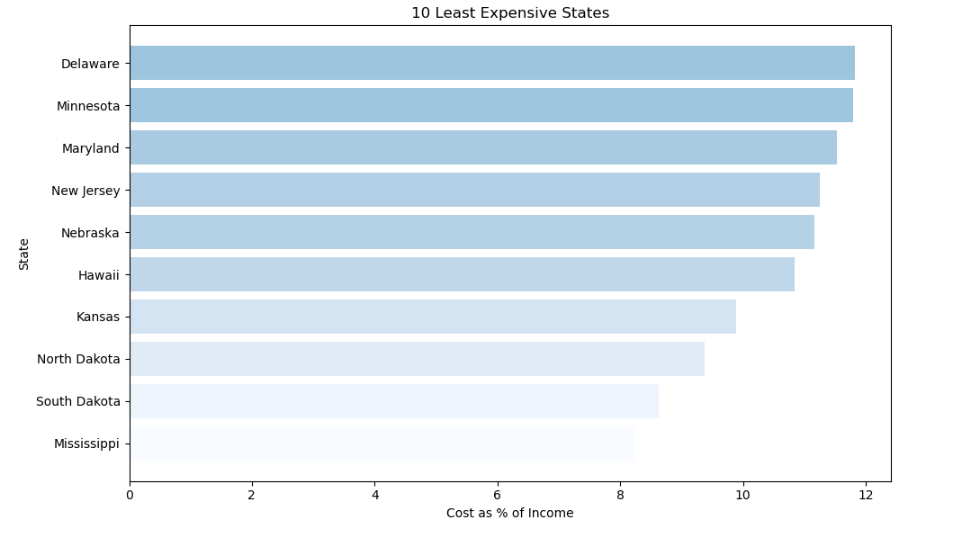 10 Least Expensive States
State
Delaware
Minnesota
Maryland
New Jersey
Nebraska
Hawaii
Kansas
North Dakota
South Dakota
Mississippi
0 2 4 6 8 10 12
Cost as % of Income